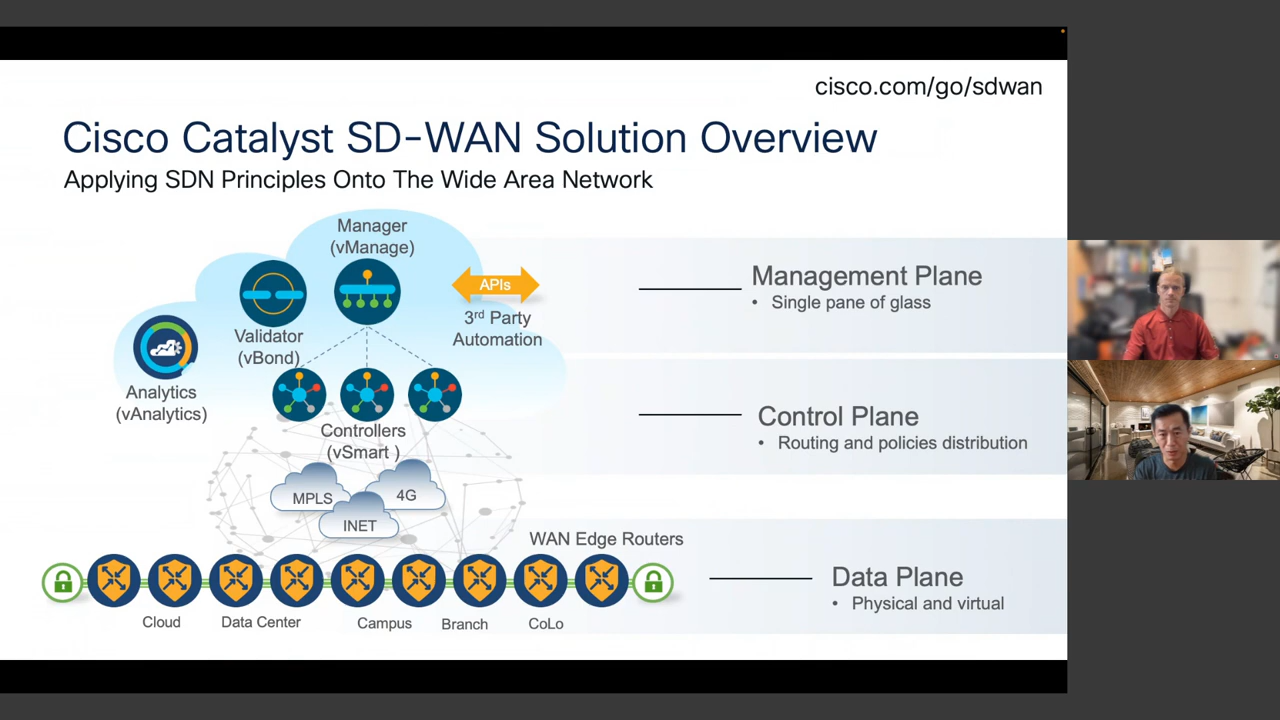 cisco.com/go/sdwan
Cisco Catalyst SD-WAN Solution Overview
Applying SDN Principles Onto The Wide Area Network
Manager
(vManage)
APIs
3rd Party
Automation
Validator
(vBond)
Analytics
(vAnalytics)
Controllers
(vSmart )
MPLS
4G
INET
Management Plane
• Single pane of glass
Control Plane
• Routing and policies distribution
WAN Edge Routers
Data Plane
• Physical and virtual
Cloud
Data Center
Campus
Branch
CoLo